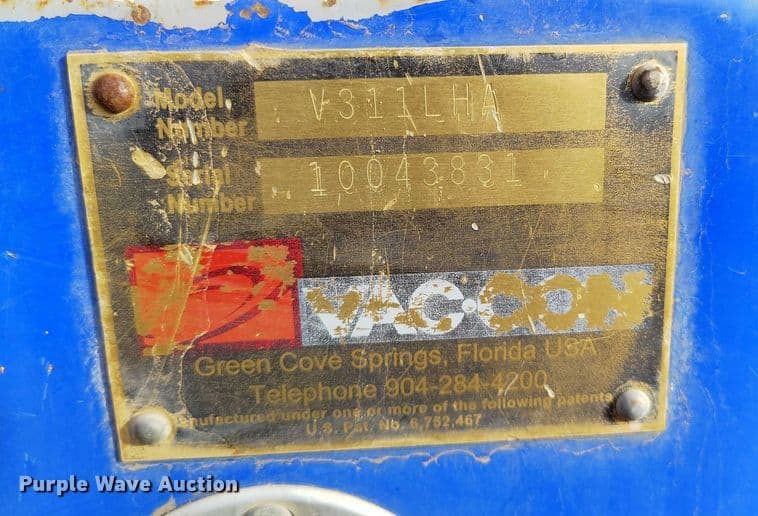 Model Number V311LHA
Serial Number 10043831
VAC·CON
Green Cove Springs, Florida USA
Telephone 904-284-4200
Manufactured under one or more of the following patents
U.S. Pat. No. 6,752,467
Purple Wave Auction